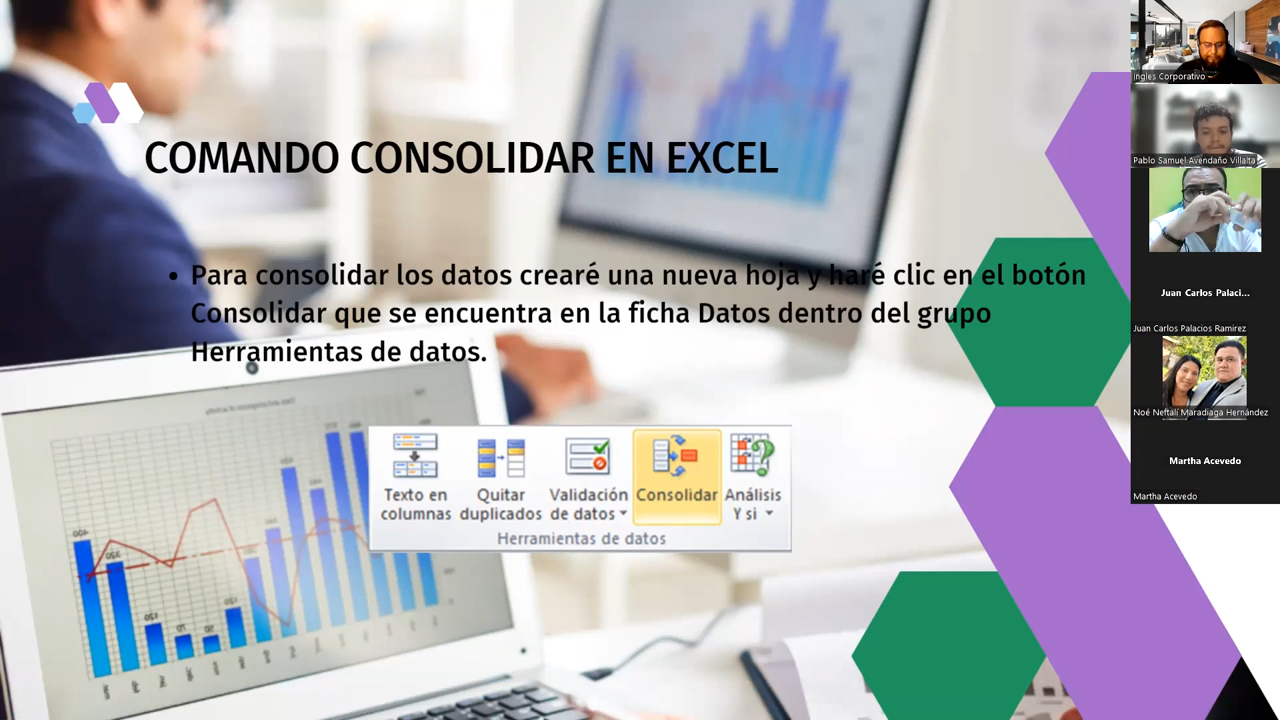 COMANDO CONSOLIDAR EN EXCEL
• Para consolidar los datos crearé una nueva hoja y haré clic en el botón
Consolidar que se encuentra en la ficha Datos dentro del grupo
Herramientas de datos.
Texto en columnas
Quitar duplicados
Validación de datos
Consolidar
Análisis Y si
Herramientas de datos
Ingles Corporativo
Pablo Samuel Avendaño Villalta
Juan Carlos Palaci...
Juan Carlos Palacios Ramirez
Noé Neftalí Maradiaga Hernández
Martha Acevedo
Martha Acevedo